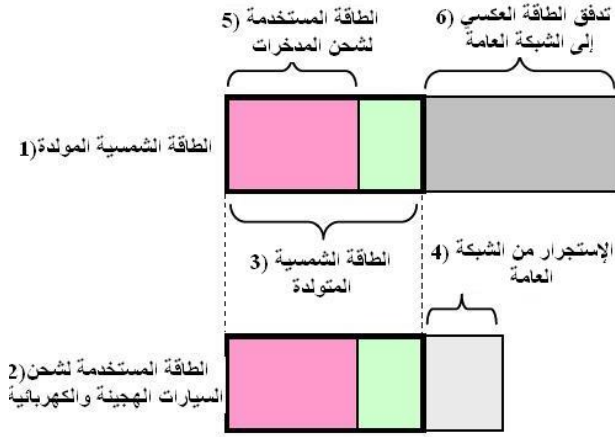 5) الطاقة المستخدمة
لشحن المدخرات
6) تدفق الطاقة العكسي
إلى الشبكة العامة
1) الطاقة الشمسية المولدة
3) الطاقة الشمسية
المتولدة
4) الإستجرار من الشبكة
العامة
2) الطاقة المستخدمة لشحن
السيارات الهجينة والكهربائية